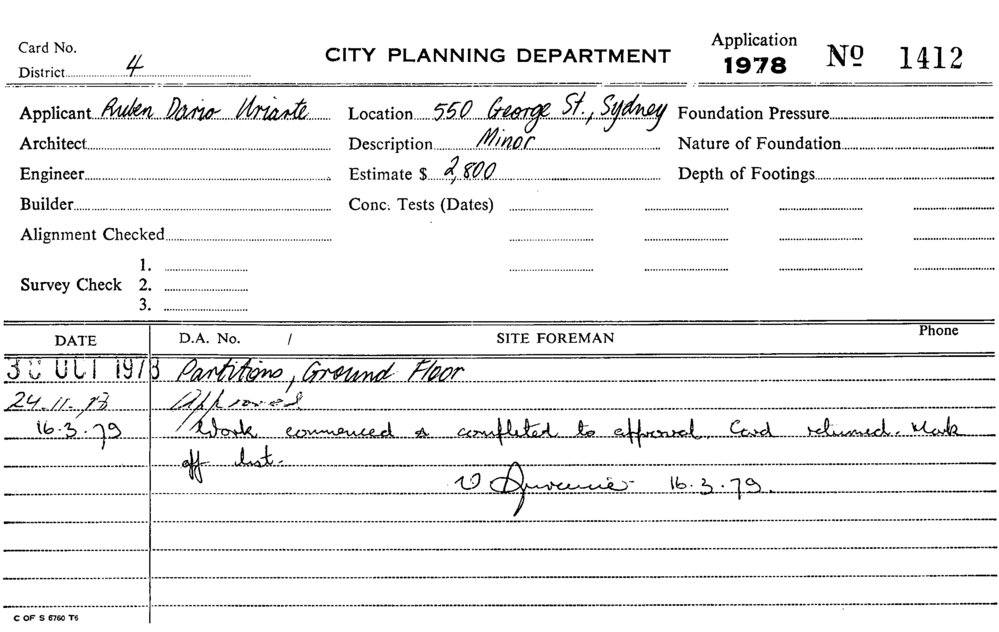 Card No.
District 4
CITY PLANNING DEPARTMENT
Application
1978
Nº 1412
Applicant Ruben Dario Uriarte
Location 550 George St., Sydney
Foundation Pressure
Architect
Description Minor
Nature of Foundation
Engineer
Estimate $ 2,800
Depth of Footings
Builder
Conc. Tests (Dates)
Alignment Checked
Survey Check
1.
2.
3.
DATE
D.A. No. /
SITE FOREMAN
Phone
30 OCT 1978 Partitions, Ground Floor
24.11.78 Approved
16.3.79 Work commenced & completed to approval. Card returned. Mark
off list.
16.3.79.
C OF S 6760 T6